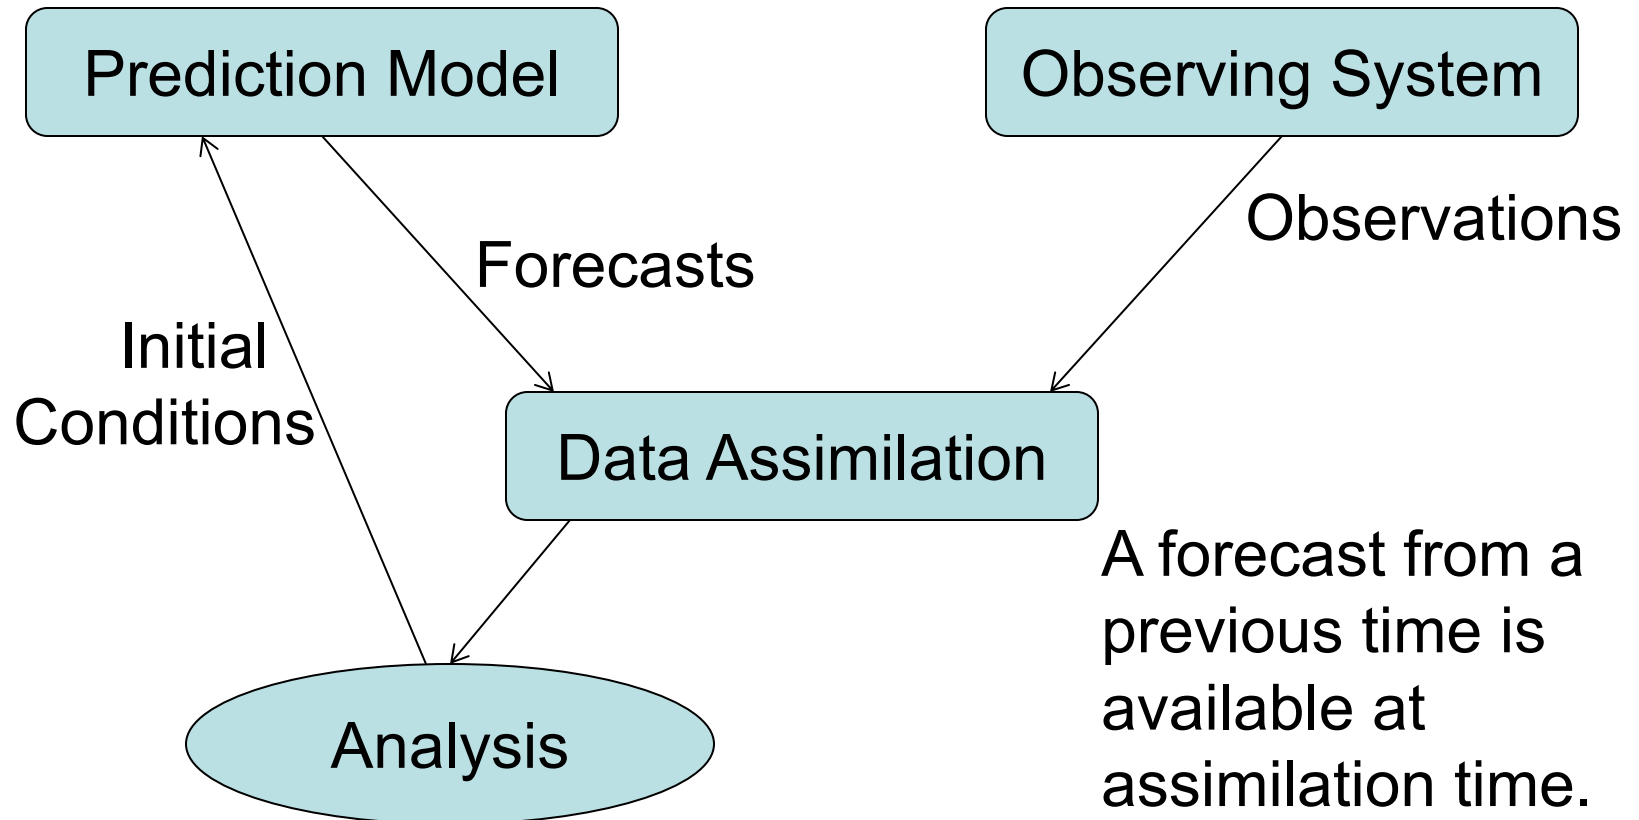 Prediction Model
Observing System
Observations
Forecasts
Initial
Conditions
Data Assimilation
A forecast from a
previous time is
available at
assimilation time.
Analysis